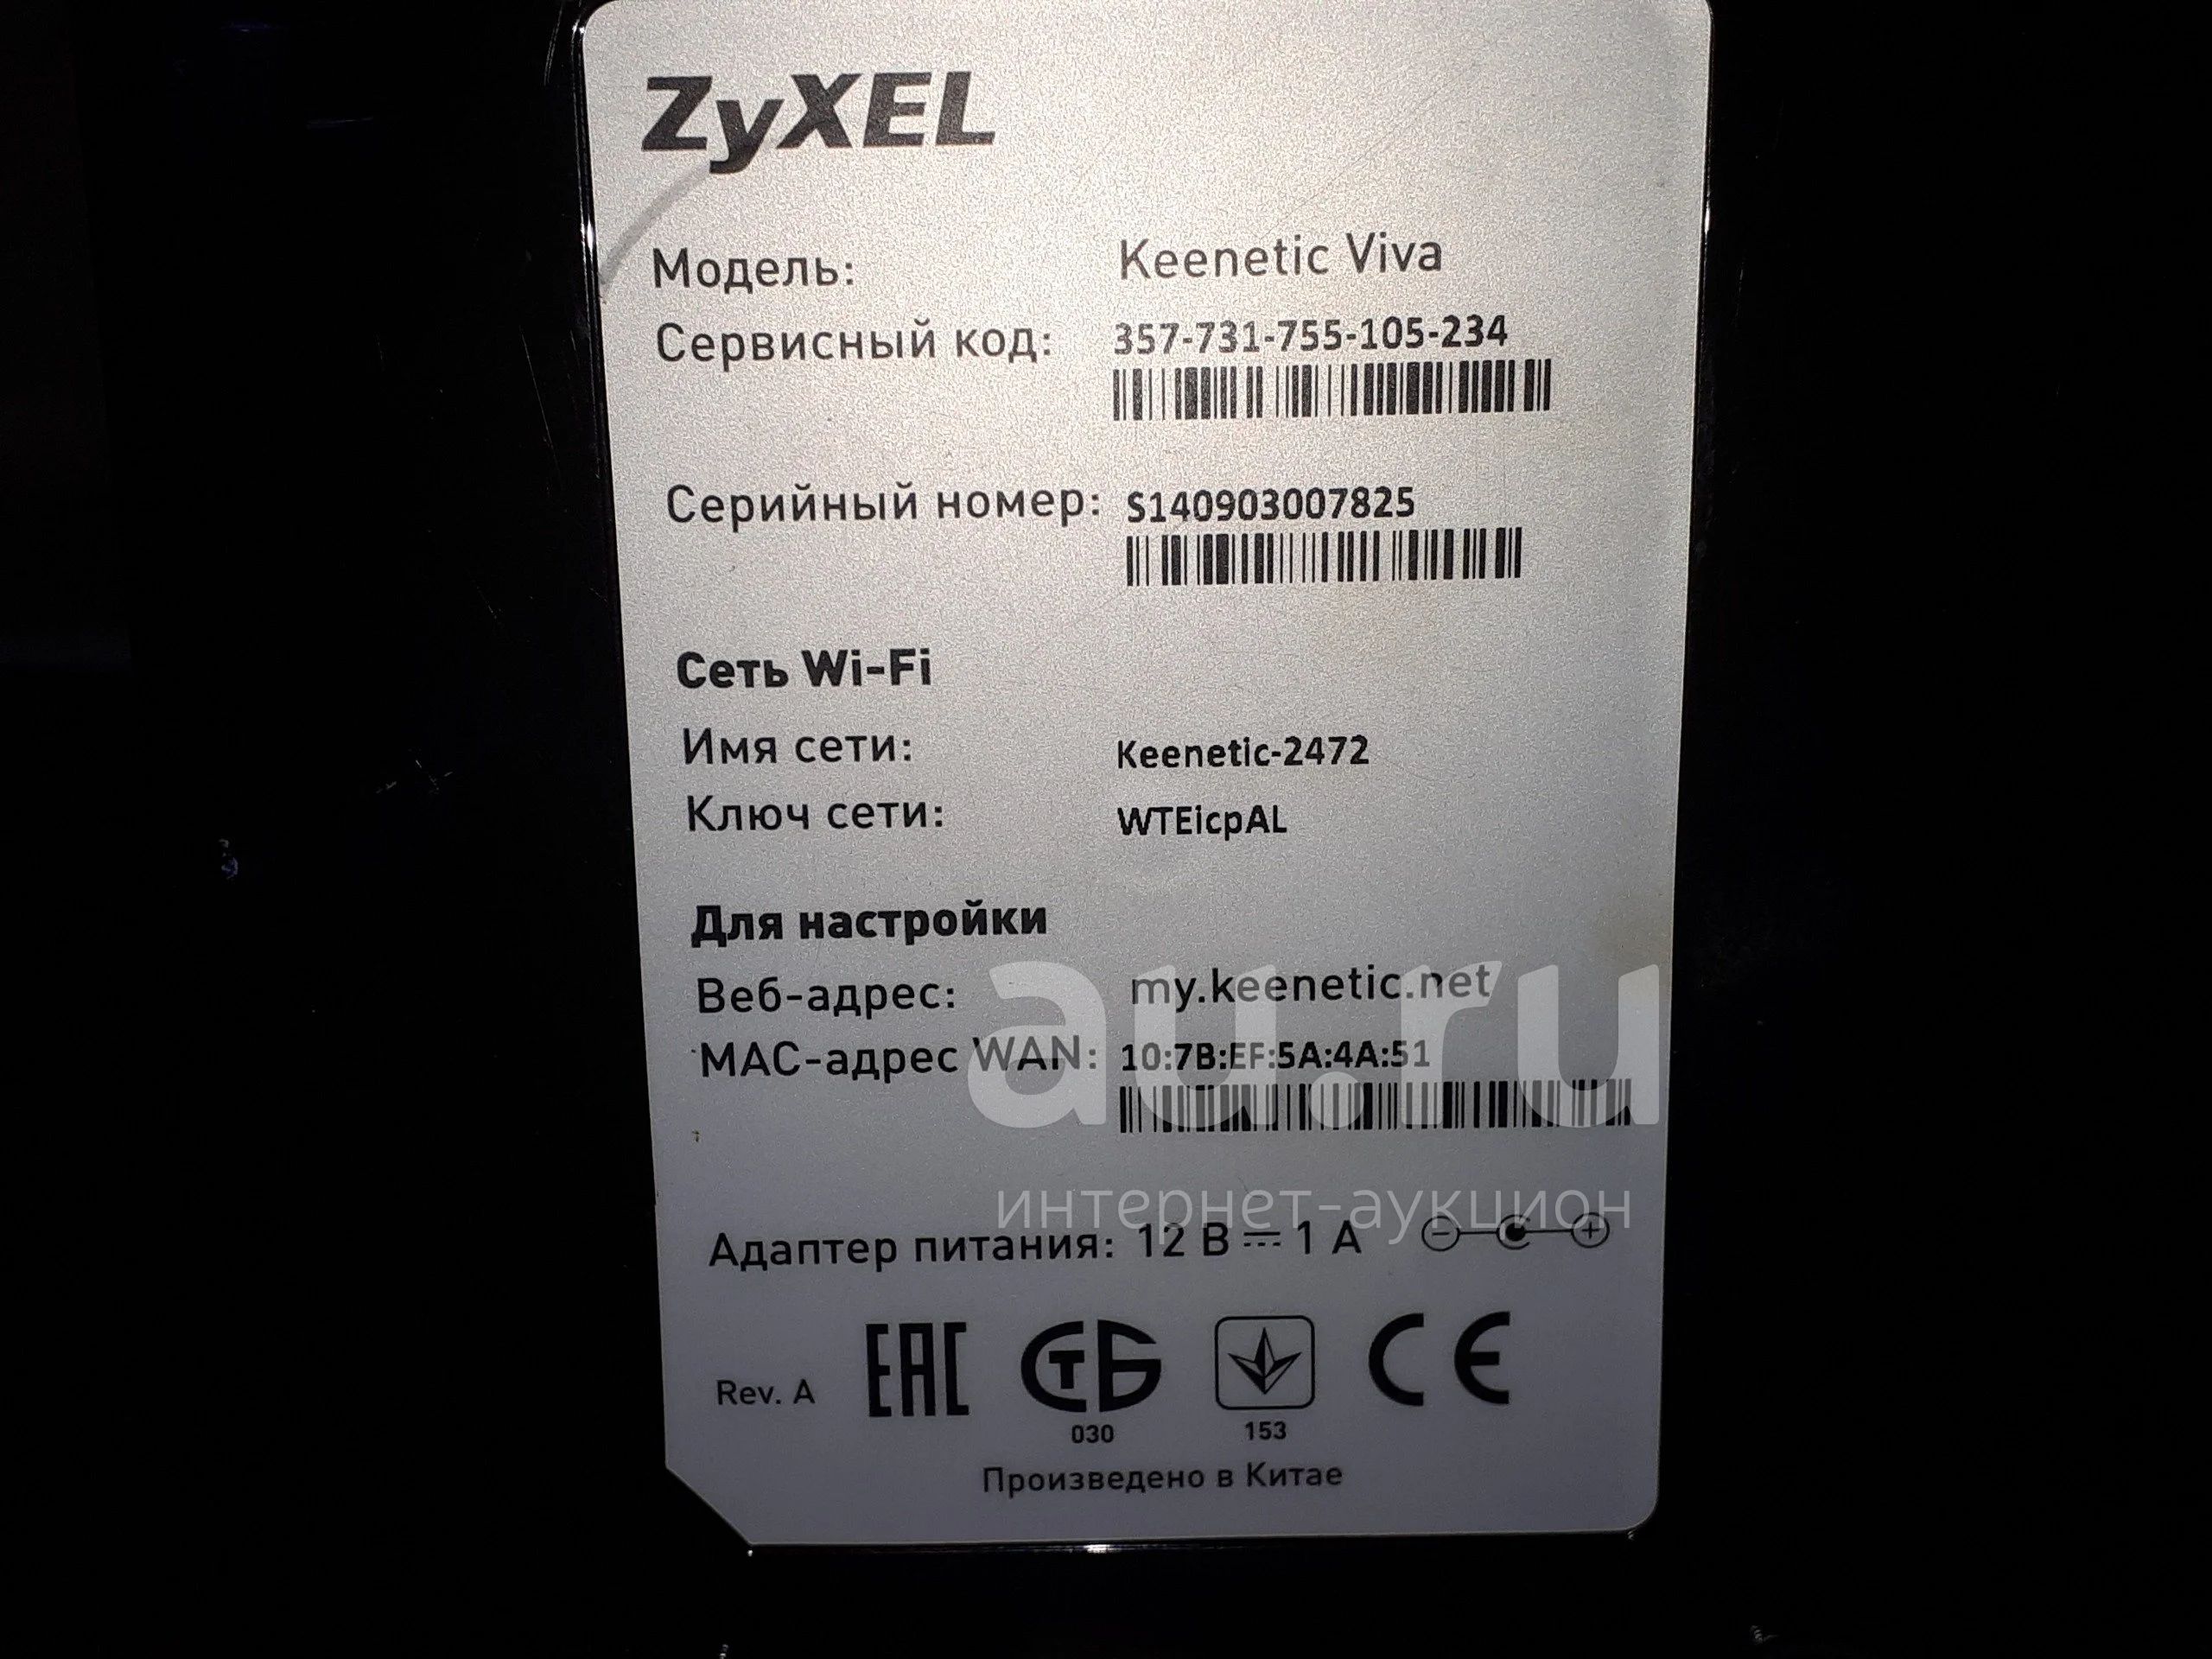 ZyXEL
Модель: Keenetic Viva
Сервисный код: 357-731-755-105-234
Серийный номер: S140903007825
Сеть Wi-Fi
Имя сети: Keenetic-2472
Ключ сети: WTEicpAL
Для настройки
Веб-адрес: my.keenetic.net
MAC-адрес WAN: 10:7B:EF:5A:4A:51
au.ru
интернет-аукцион
Адаптер питания: 12 В 1 А
Rev. A EAC СТБ CE
030 153
Произведено в Китае